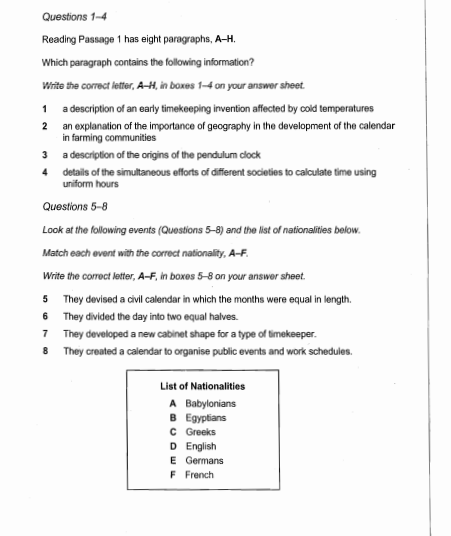 Questions 1–4
Reading Passage 1 has eight paragraphs, A–H.
Which paragraph contains the following information?
Write the correct letter, A–H, in boxes 1–4 on your answer sheet.
1 a description of an early timekeeping invention affected by cold temperatures
2 an explanation of the importance of geography in the development of the calendar
in farming communities
3 a description of the origins of the pendulum clock
4 details of the simultaneous efforts of different societies to calculate time using
uniform hours
Questions 5–8
Look at the following events (Questions 5–8) and the list of nationalities below.
Match each event with the correct nationality, A–F.
Write the correct letter, A–F, in boxes 5–8 on your answer sheet.
5 They devised a civil calendar in which the months were equal in length.
6 They divided the day into two equal halves.
7 They developed a new cabinet shape for a type of timekeeper.
8 They created a calendar to organise public events and work schedules.
List of Nationalities
A Babylonians
B Egyptians
C Greeks
D English
E Germans
F French